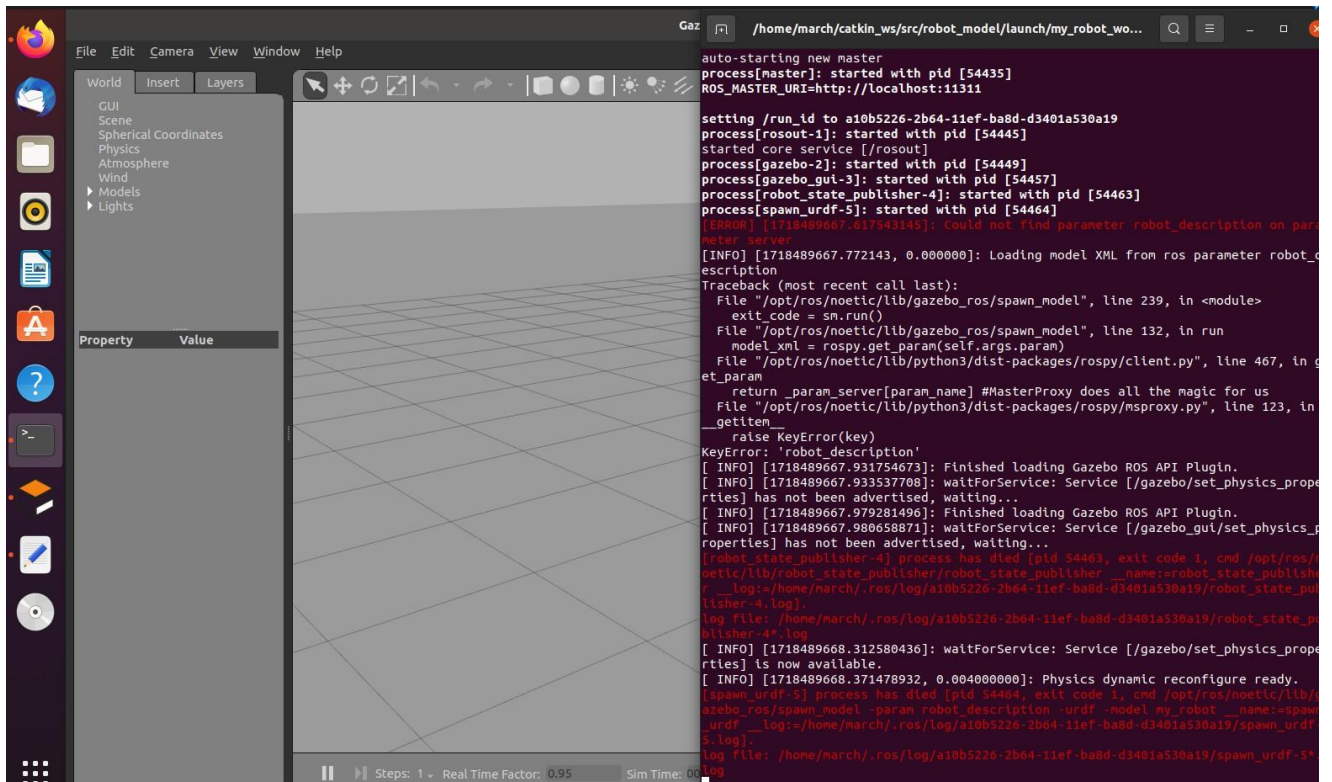 Gaz
File Edit Camera View Window Help
World Insert Layers
GUI
Scene
Spherical Coordinates
Physics
Atmosphere
Wind
Models
Lights
Property Value
Steps: 1 Real Time Factor: 0.95 Sim Time: 00
/home/march/catkin_ws/src/robot_model/launch/my_robot_wo...
auto-starting new master
process[master]: started with pid [54435]
ROS_MASTER_URI=http://localhost:11311
setting /run_id to a10b5226-2b64-11ef-ba8d-d3401a530a19
process[rosout-1]: started with pid [54445]
started core service [/rosout]
process[gazebo-2]: started with pid [54449]
process[gazebo_gui-3]: started with pid [54457]
process[robot_state_publisher-4]: started with pid [54463]
process[spawn_urdf-5]: started with pid [54464]
[ERROR] [1718489667.617543145]: Could not find parameter robot_description on para
meter server
[INFO] [1718489667.772143, 0.000000]: Loading model XML from ros parameter robot_d
escription
Traceback (most recent call last):
File "/opt/ros/noetic/lib/gazebo_ros/spawn_model", line 239, in <module>
exit_code = sm.run()
File "/opt/ros/noetic/lib/gazebo_ros/spawn_model", line 132, in run
model_xml = rospy.get_param(self.args.param)
File "/opt/ros/noetic/lib/python3/dist-packages/rospy/client.py", line 467, in g
et_param
return _param_server[param_name] #MasterProxy does all the magic for us
File "/opt/ros/noetic/lib/python3/dist-packages/rospy/msproxy.py", line 123, in
__getitem__
raise KeyError(key)
KeyError: 'robot_description'
[ INFO] [1718489667.931754673]: Finished loading Gazebo ROS API Plugin.
[ INFO] [1718489667.933537708]: waitForService: Service [/gazebo/set_physics_prope
rties] has not been advertised, waiting...
[ INFO] [1718489667.979281496]: Finished loading Gazebo ROS API Plugin.
[ INFO] [1718489667.980658871]: waitForService: Service [/gazebo_gui/set_physics_p
roperties] has not been advertised, waiting...
[robot_state_publisher-4] process has died [pid 54463, exit code 1, cmd /opt/ros/n
oetic/lib/robot_state_publisher/robot_state_publisher __name:=robot_state_publishe
r __log:=/home/march/.ros/log/a10b5226-2b64-11ef-ba8d-d3401a530a19/robot_state_pub
lisher-4.log].
log file: /home/march/.ros/log/a10b5226-2b64-11ef-ba8d-d3401a530a19/robot_state_pu
blisher-4*.log
[ INFO] [1718489668.312580436]: waitForService: Service [/gazebo/set_physics_prope
rties] is now available.
[ INFO] [1718489668.371478932, 0.004000000]: Physics dynamic reconfigure ready.
[spawn_urdf-5] process has died [pid 54464, exit code 1, cmd /opt/ros/noetic/lib/g
azebo_ros/spawn_model -param robot_description -urdf -model my_robot __name:=spawn
_urdf __log:=/home/march/.ros/log/a10b5226-2b64-11ef-ba8d-d3401a530a19/spawn_urdf-
5.log].
log file: /home/march/.ros/log/a10b5226-2b64-11ef-ba8d-d3401a530a19/spawn_urdf-5*
log